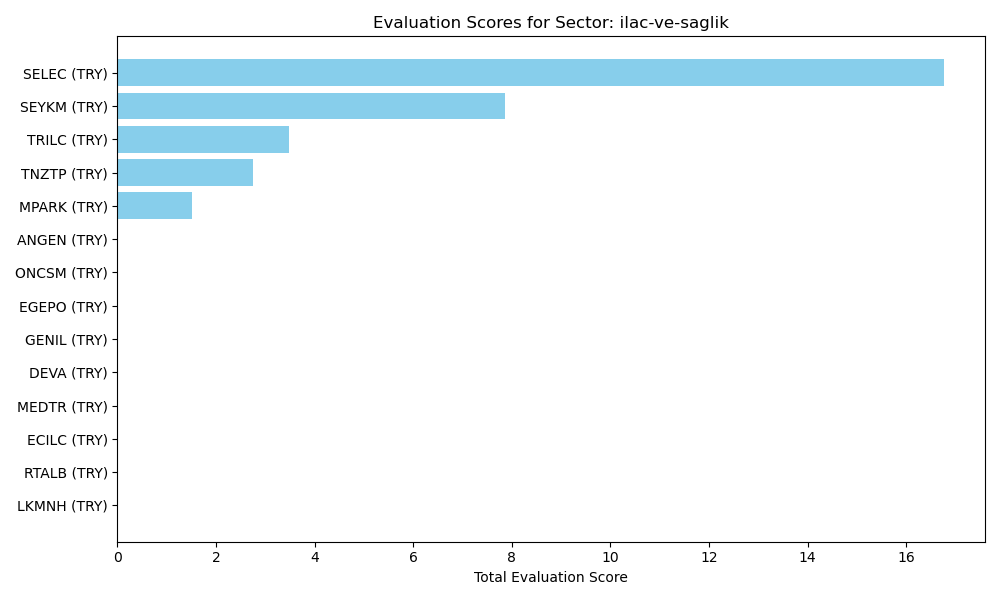 Evaluation Scores for Sector: ilac-ve-saglik
SELEC (TRY)
SEYKM (TRY)
TRILC (TRY)
TNZTP (TRY)
MPARK (TRY)
ANGEN (TRY)
ONCSM (TRY)
EGEPO (TRY)
GENIL (TRY)
DEVA (TRY)
MEDTR (TRY)
ECILC (TRY)
RTALB (TRY)
LKMNH (TRY)
0 2 4 6 8 10 12 14 16
Total Evaluation Score